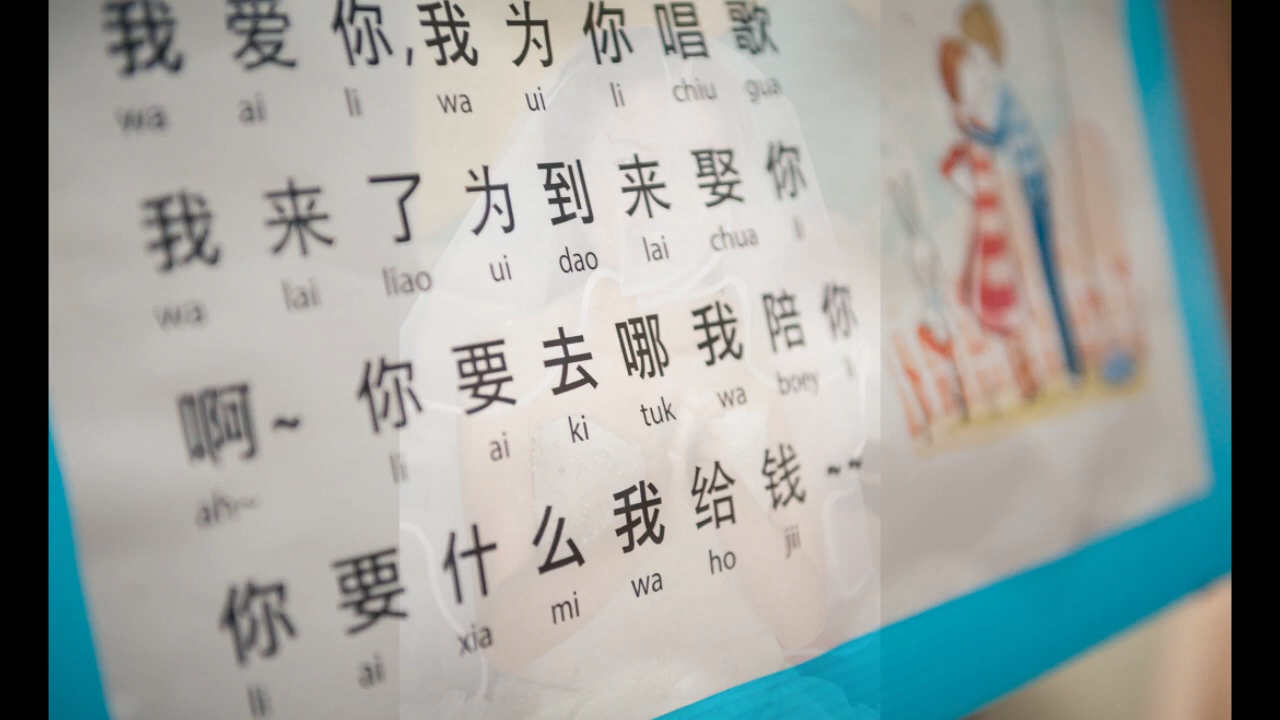 我爱你,我为你唱歌
wa ai li wa ui li chiu gua
我来了为到来娶你
wa lai liao ui dao lai chua li
啊~ 你要去哪我陪你
ah~ li ai ki tuk wa boey li
你要什么我给钱~~
li ai xia mi wa ho jii